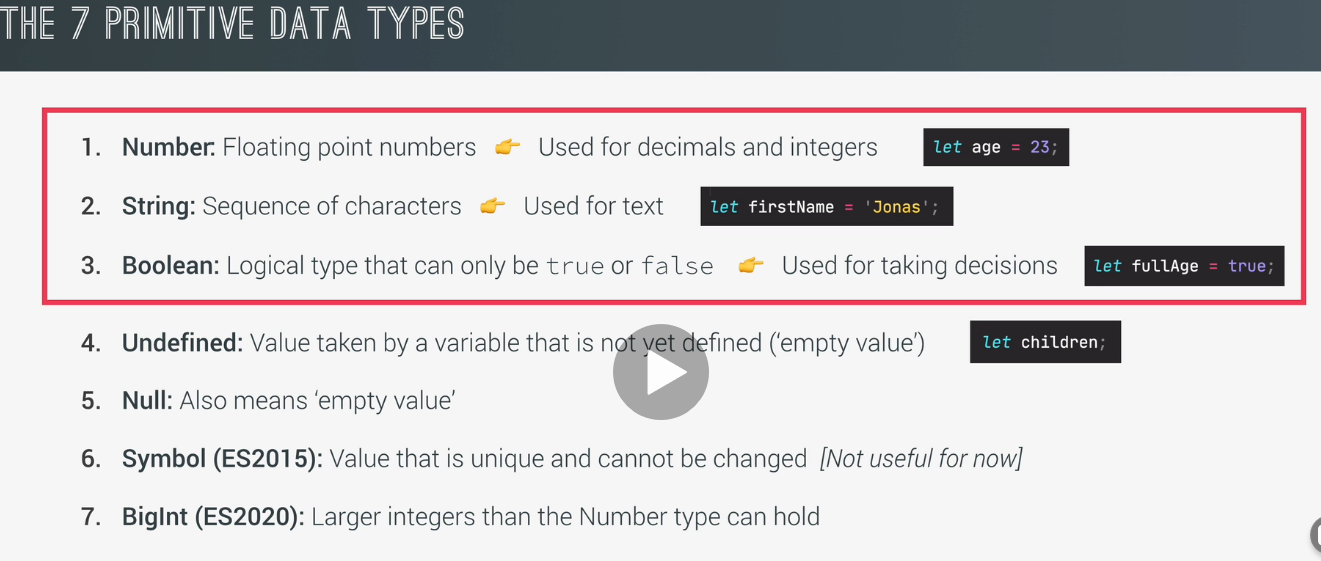 THE 7 PRIMITIVE DATA TYPES
1. Number: Floating point numbers 👉 Used for decimals and integers let age = 23;
2. String: Sequence of characters 👉 Used for text let firstName = 'Jonas';
3. Boolean: Logical type that can only be true or false 👉 Used for taking decisions let fullAge = true;
4. Undefined: Value taken by a variable that is not yet defined (‘empty value’) let children;
5. Null: Also means ‘empty value’
6. Symbol (ES2015): Value that is unique and cannot be changed [Not useful for now]
7. BigInt (ES2020): Larger integers than the Number type can hold